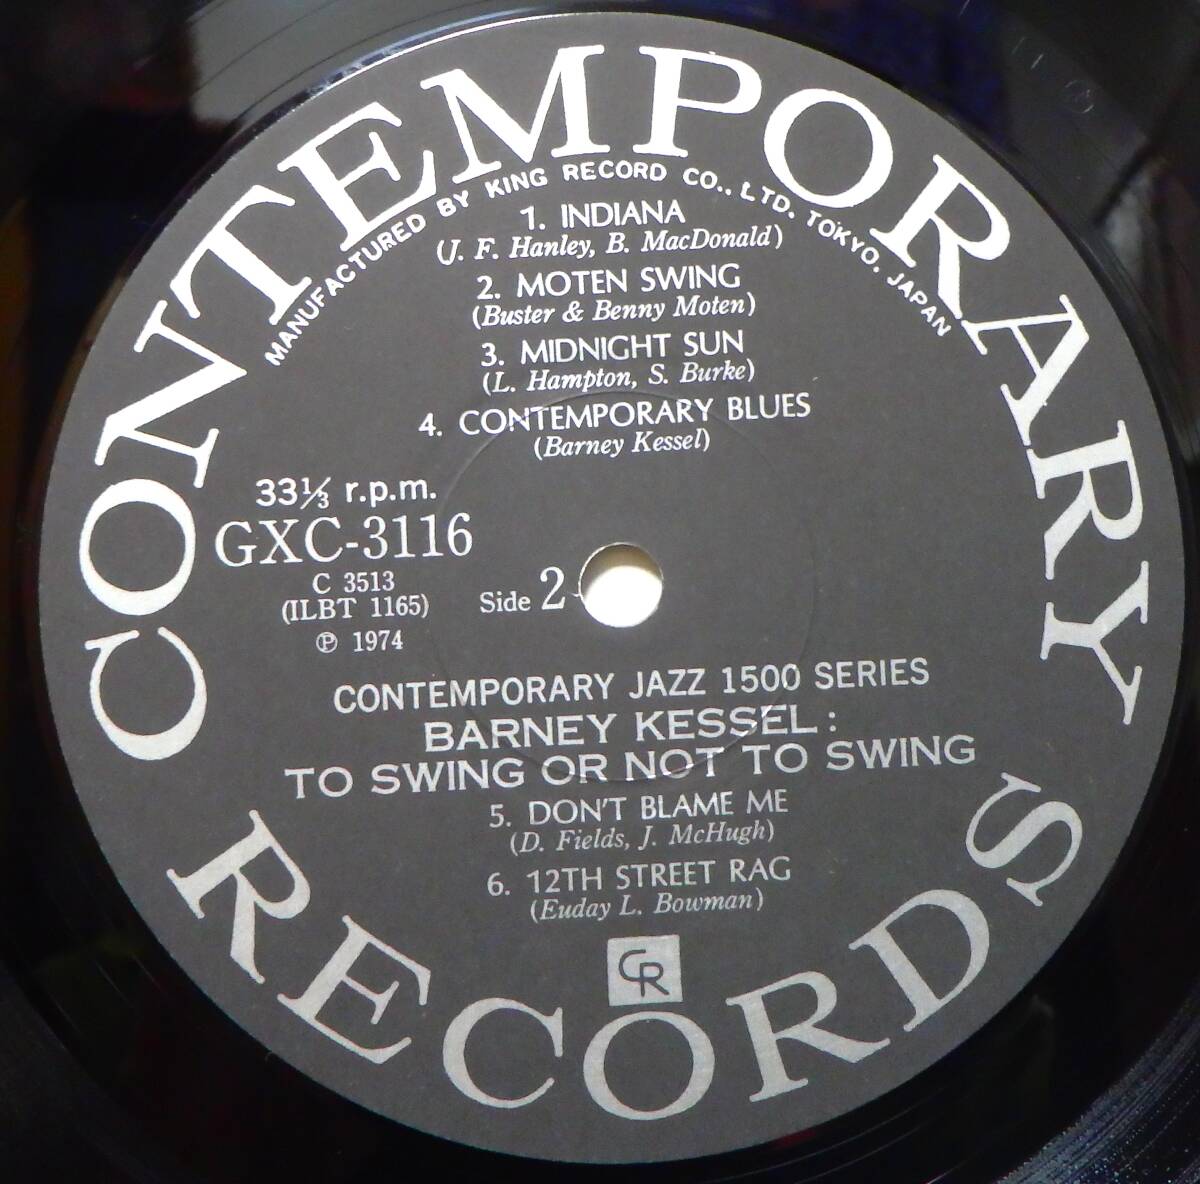 CONTEMPORARY
MANUFACTURED BY KING RECORD CO., LTD. TOKYO, JAPAN
1. INDIANA
(J. F. Hanley, B. MacDonald)
2. MOTEN SWING
(Buster & Benny Moten)
3. MIDNIGHT SUN
(L. Hampton, S. Burke)
4. CONTEMPORARY BLUES
(Barney Kessel)
33⅓ r.p.m.
GXC-3116
C 3513
(ILBT 1165)
Ⓟ 1974
Side 2
CONTEMPORARY JAZZ 1500 SERIES
BARNEY KESSEL:
TO SWING OR NOT TO SWING
5. DON'T BLAME ME
(D. Fields, J. McHugh)
6. 12TH STREET RAG
(Euday L. Bowman)
CR
RECORDS